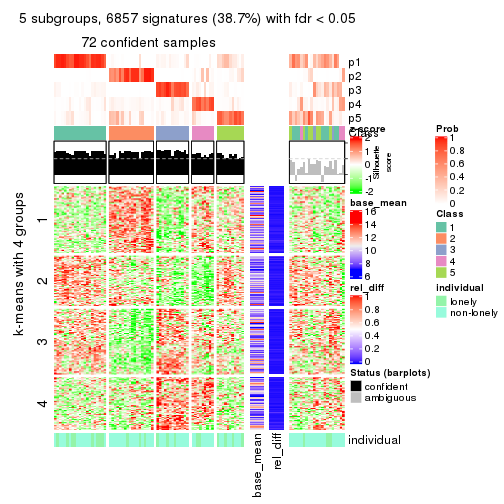 5 subgroups, 6857 signatures (38.7%) with fdr < 0.05
72 confident samples
p1
p2
p3
p4
p5
Class
z-score
2
1
0
-1
-2
Silhouette
score
k-means with 4 groups
1
2
3
4
base_mean
16
14
12
10
8
6
rel_diff
1
0.8
0.6
0.4
0.2
0
Status (barplots)
confident
ambiguous
individual
base_mean
rel_diff
Prob
1
0.8
0.6
0.4
0.2
0
Class
1
2
3
4
5
individual
lonely
non-lonely